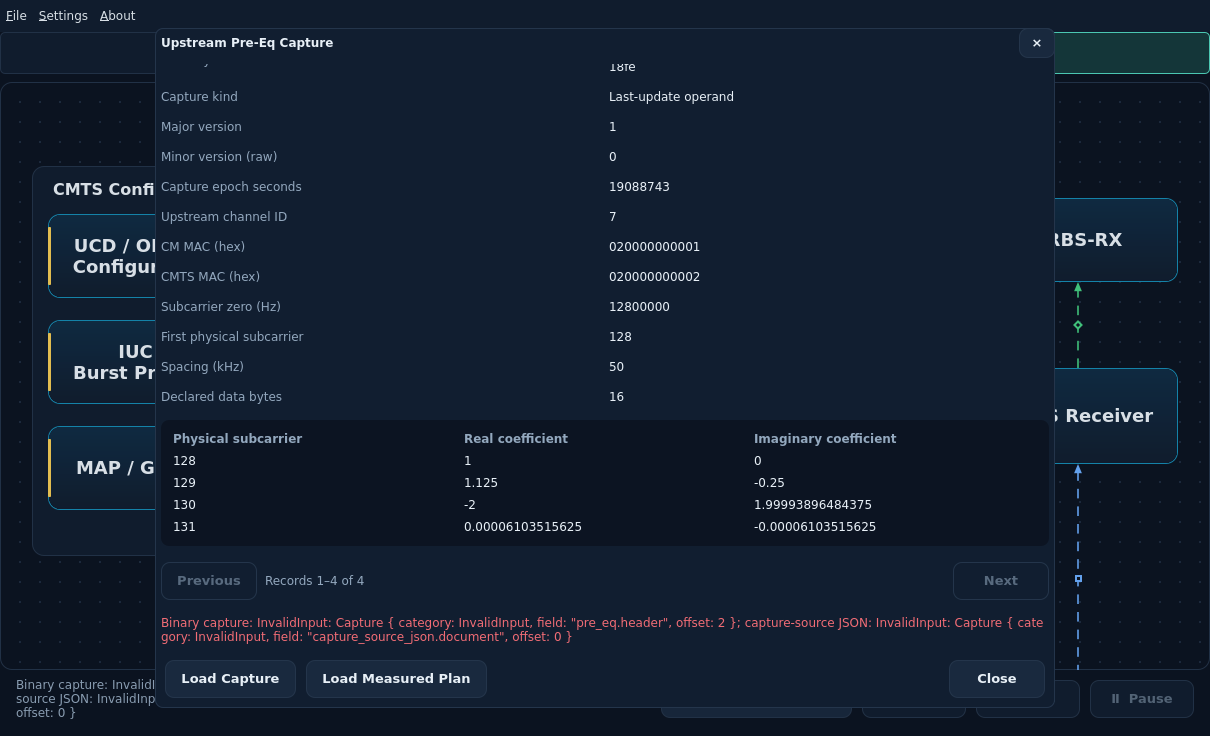 File Settings About
Upstream Pre-Eq Capture
×
18fe
Capture kind Last-update operand
Major version 1
Minor version (raw) 0
Capture epoch seconds 19088743
Upstream channel ID 7
CM MAC (hex) 020000000001
CMTS MAC (hex) 020000000002
Subcarrier zero (Hz) 12800000
First physical subcarrier 128
Spacing (kHz) 50
Declared data bytes 16
Physical subcarrier Real coefficient Imaginary coefficient
128 1 0
129 1.125 -0.25
130 -2 1.99993896484375
131 0.00006103515625 -0.00006103515625
Previous Records 1–4 of 4 Next
Binary capture: InvalidInput: Capture { category: InvalidInput, field: "pre_eq.header", offset: 2 }; capture-source JSON: InvalidInput: Capture { cate
gory: InvalidInput, field: "capture_source_json.document", offset: 0 }
Load Capture Load Measured Plan Close
CMTS Confi
UCD / O
Configur
IUC
Burst Pr
MAP / G
RBS-RX
S Receiver
Binary capture: Invalid
source JSON: InvalidInp
offset: 0 }
Pause